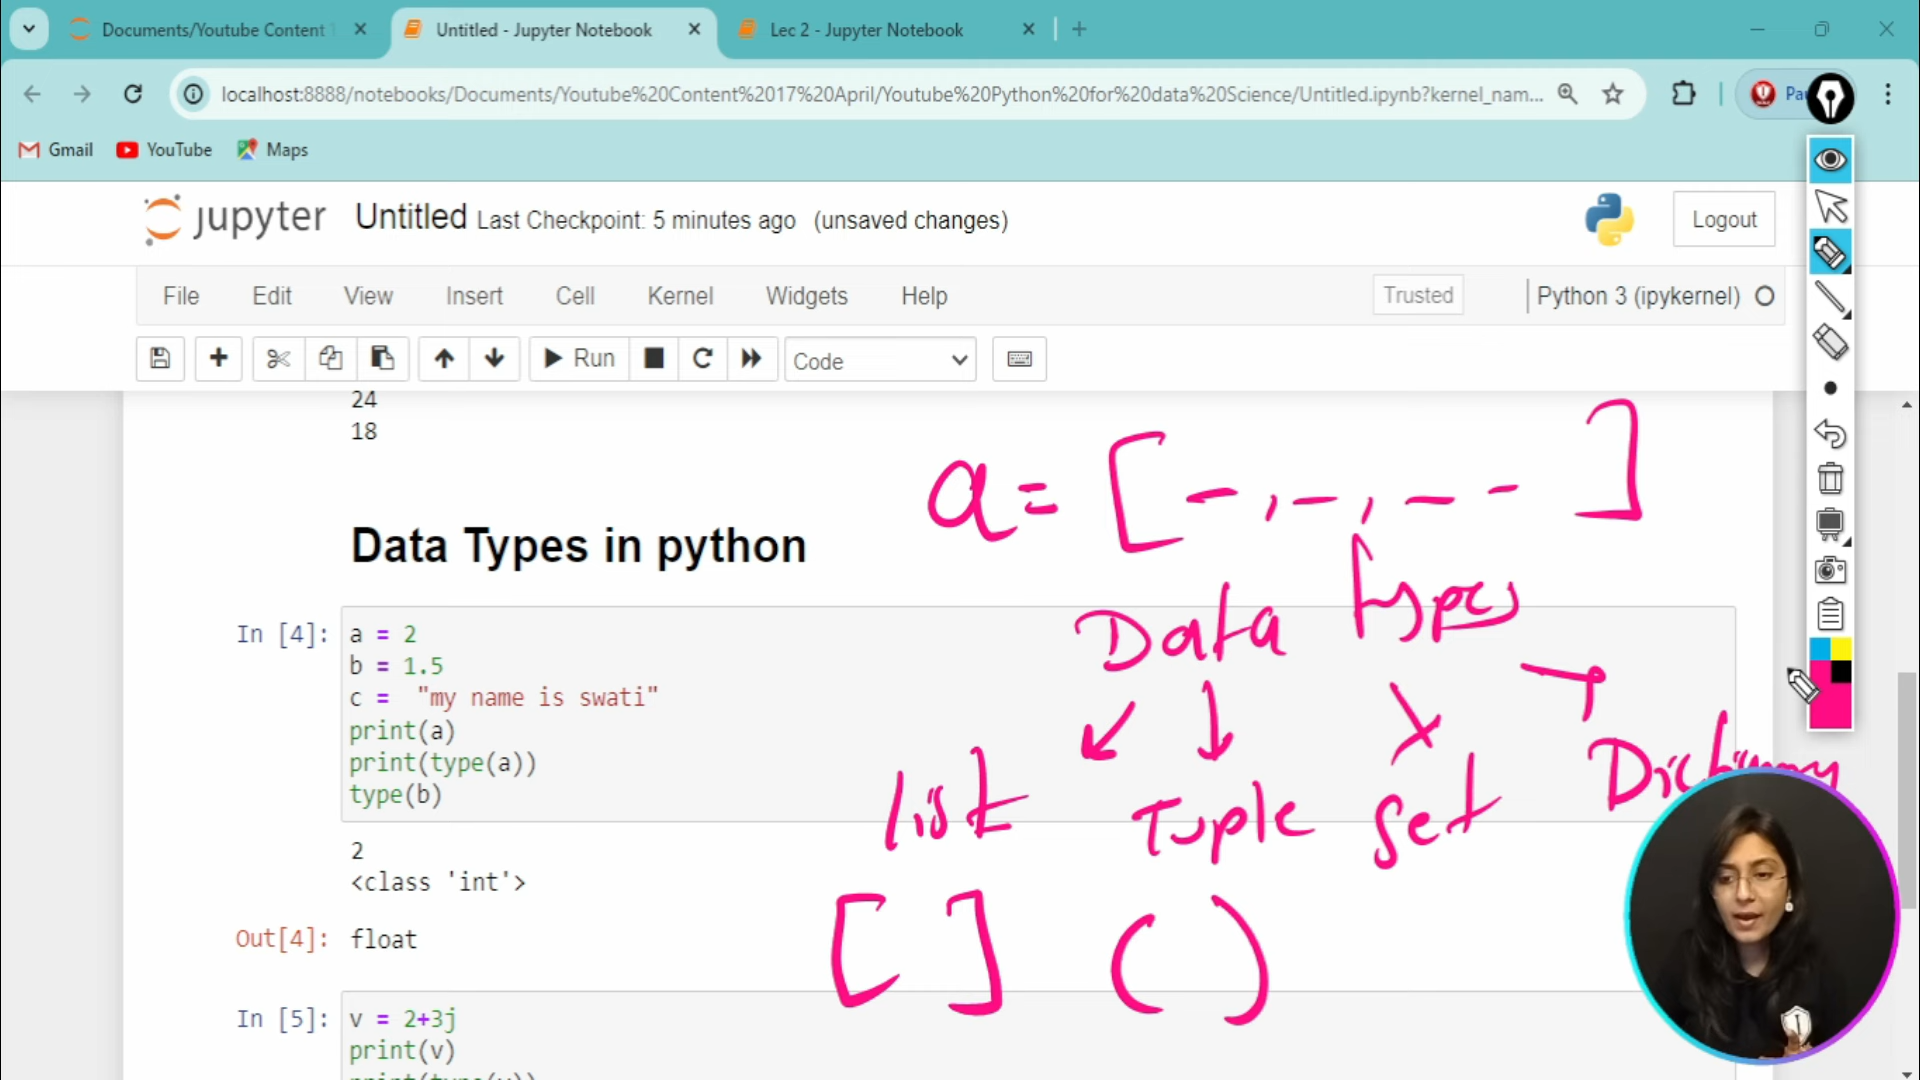 Documents/Youtube Content 1
Untitled - Jupyter Notebook
Lec 2 - Jupyter Notebook
localhost:8888/notebooks/Documents/Youtube%20Content%2017%20April/Youtube%20Python%20for%20data%20Science/Untitled.ipynb?kernel_nam...
Gmail
YouTube
Maps
jupyter
Untitled Last Checkpoint: 5 minutes ago (unsaved changes)
Logout
File Edit View Insert Cell Kernel Widgets Help
Trusted
Python 3 (ipykernel)
Run
Code
24
18
a = [ -, -, - - ]
Data Types in python
Data types
In [4]:
a = 2
b = 1.5
c =  "my name is swati"
print(a)
print(type(a))
type(b)
list Tuple set Dictionary
2
<class 'int'>
Out[4]: float
[ ] ( )
In [5]:
v = 2+3j
print(v)